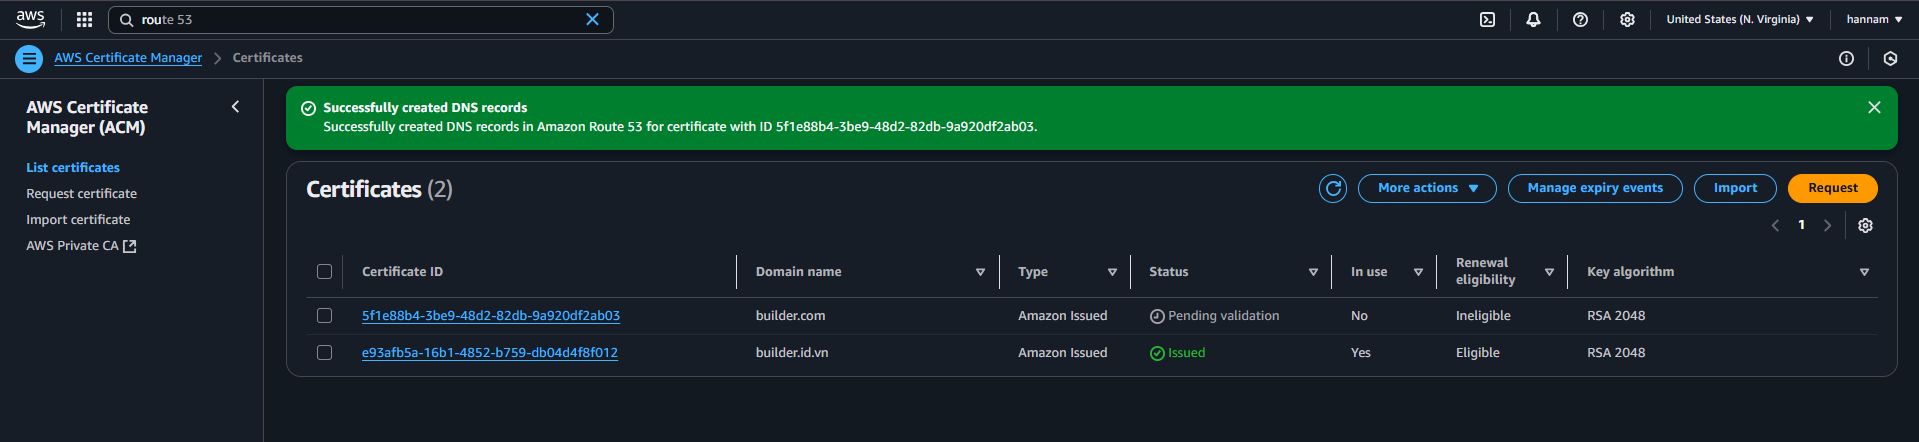 aws
route 53
United States (N. Virginia)
hannam
AWS Certificate Manager
Certificates
AWS Certificate
Manager (ACM)
List certificates
Request certificate
Import certificate
AWS Private CA
Successfully created DNS records
Successfully created DNS records in Amazon Route 53 for certificate with ID 5f1e88b4-3be9-48d2-82db-9a920df2ab03.
Certificates (2)
More actions
Manage expiry events
Import
Request
1
Certificate ID Domain name Type Status In use Renewal eligibility Key algorithm
5f1e88b4-3be9-48d2-82db-9a920df2ab03 builder.com Amazon Issued Pending validation No Ineligible RSA 2048
e93afb5a-16b1-4852-b759-db04d4f8f012 builder.id.vn Amazon Issued Issued Yes Eligible RSA 2048